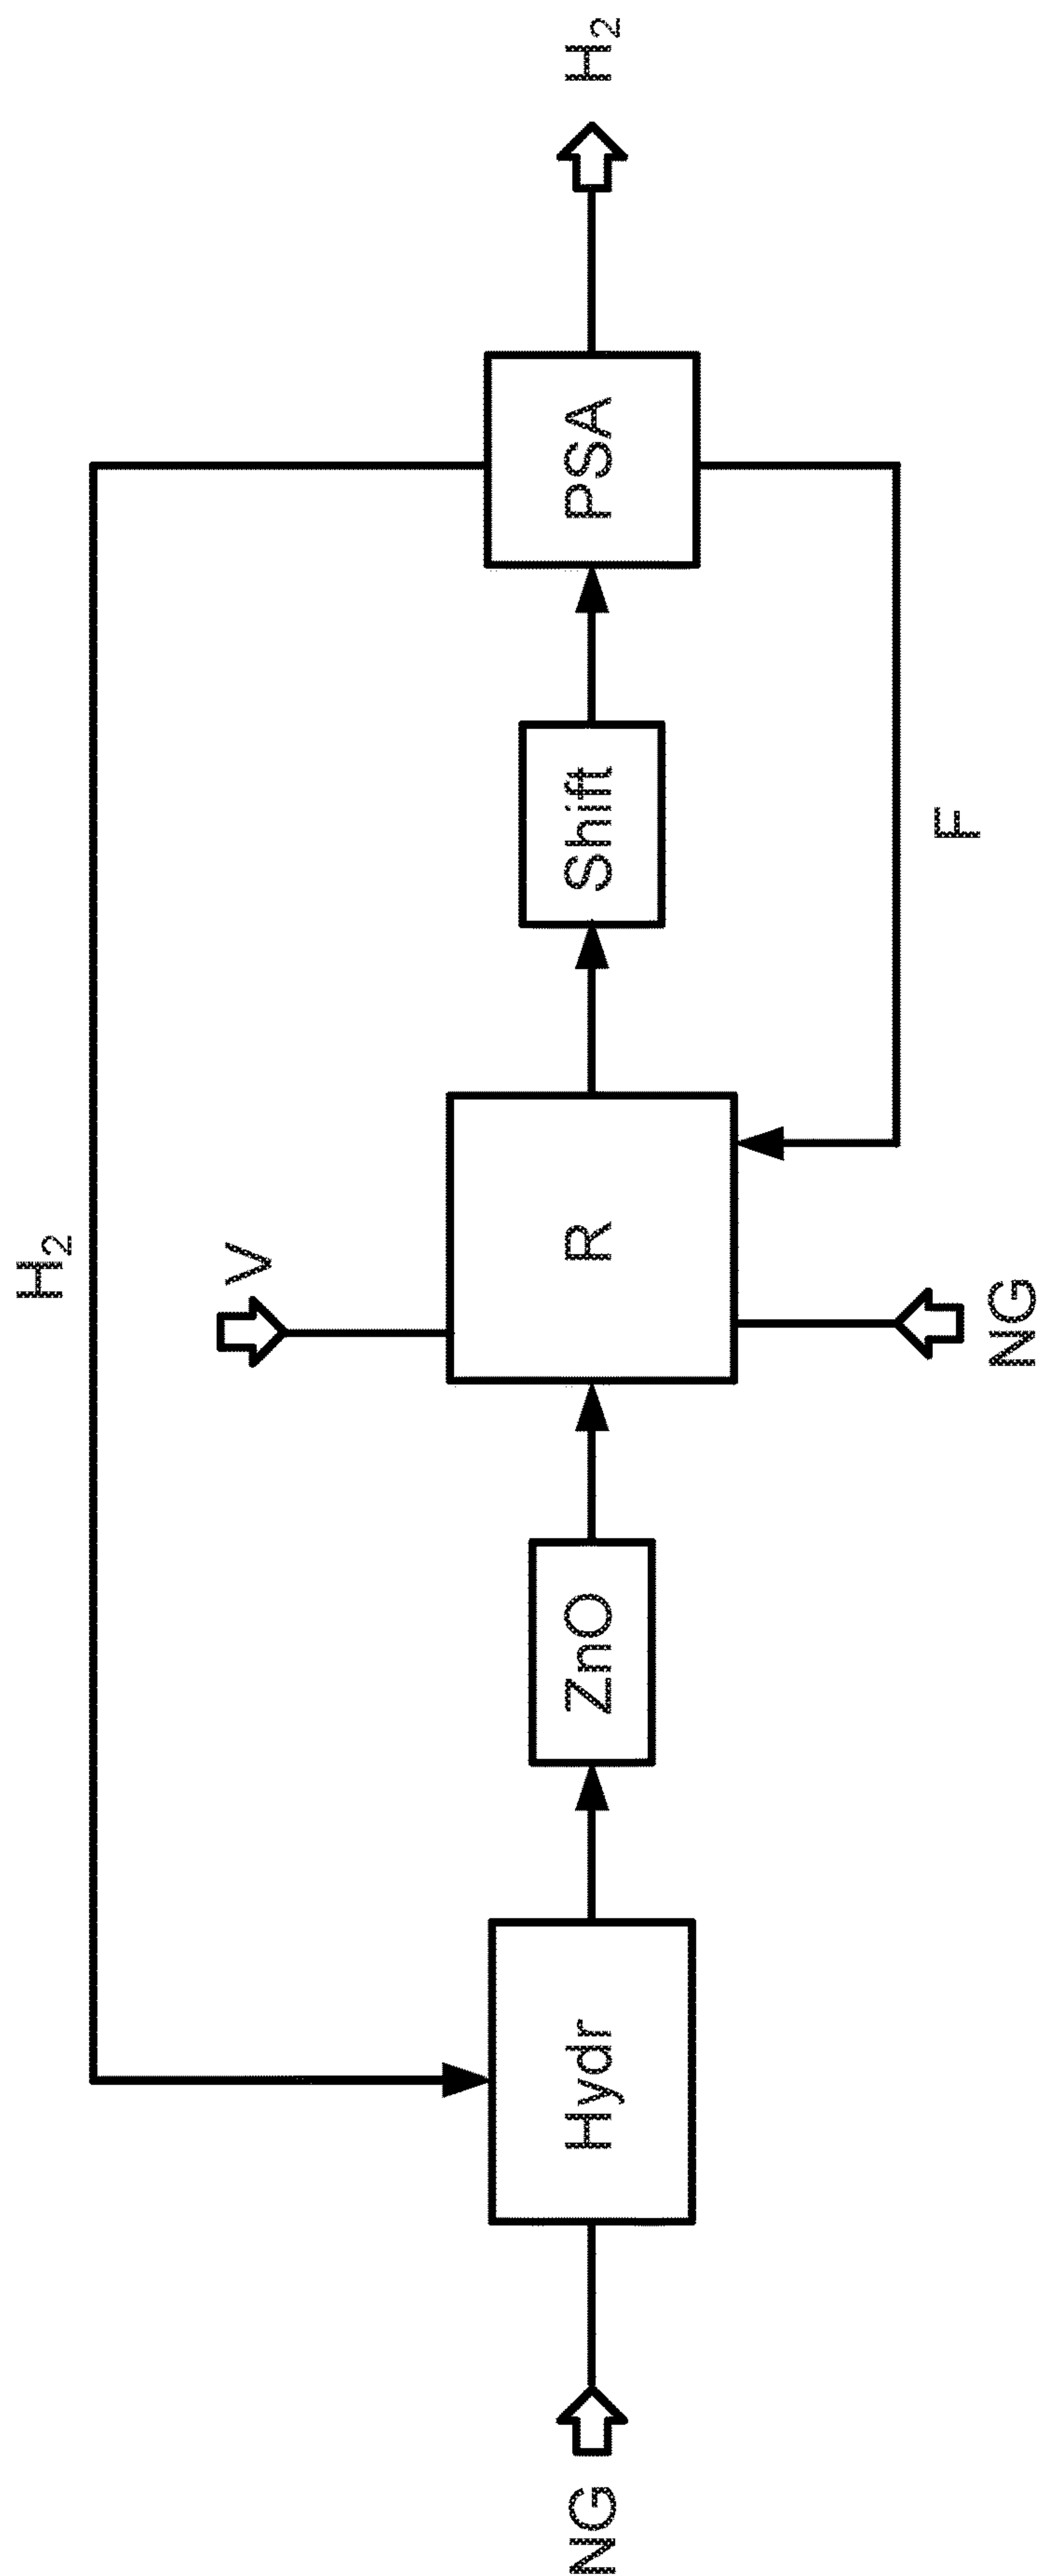 H₂
V
NG
Hydr
ZnO
R
Shift
PSA
H₂
NG
F